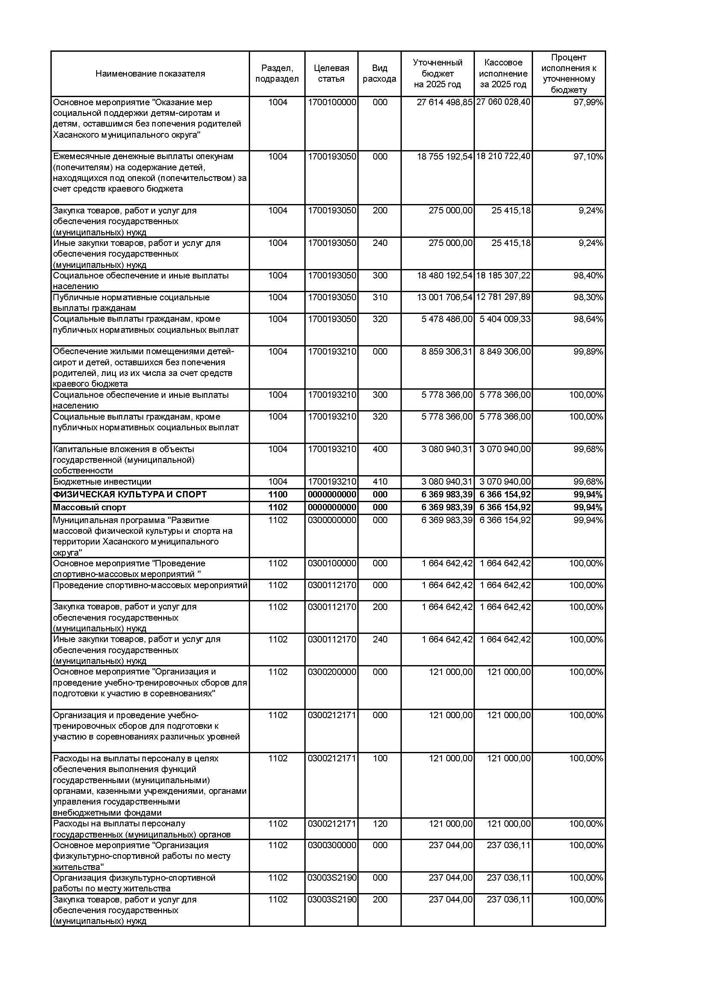 Наименование показателя
Раздел,
подраздел
Целевая
статья
Вид
расхода
Уточненный
бюджет
на 2025 год
Кассовое
исполнение
за 2025 год
Процент
исполнения к
уточненному
бюджету
Основное мероприятие "Оказание мер 1004 1700100000 000 27 614 498,85 27 060 028,40 97,99%
социальной поддержки детям-сиротам и
детям, оставшимся без попечения родителей
Хасанского муниципального округа"
Ежемесячные денежные выплаты опекунам 1004 1700193050 000 18 755 192,54 18 210 722,40 97,10%
(попечителям) на содержание детей,
находящихся под опекой (попечительством) за
счет средств краевого бюджета
Закупка товаров, работ и услуг для 1004 1700193050 200 275 000,00 25 415,18 9,24%
обеспечения государственных
(муниципальных) нужд
Иные закупки товаров, работ и услуг для 1004 1700193050 240 275 000,00 25 415,18 9,24%
обеспечения государственных
(муниципальных) нужд
Социальное обеспечение и иные выплаты 1004 1700193050 300 18 480 192,54 18 185 307,22 98,40%
населению
Публичные нормативные социальные 1004 1700193050 310 13 001 706,54 12 781 297,89 98,30%
выплаты гражданам
Социальные выплаты гражданам, кроме 1004 1700193050 320 5 478 486,00 5 404 009,33 98,64%
публичных нормативных социальных выплат
Обеспечение жилыми помещениями детей- 1004 1700193210 000 8 859 306,31 8 849 306,00 99,89%
сирот и детей, оставшихся без попечения
родителей, лиц из их числа за счет средств
краевого бюджета
Социальное обеспечение и иные выплаты 1004 1700193210 300 5 778 366,00 5 778 366,00 100,00%
населению
Социальные выплаты гражданам, кроме 1004 1700193210 320 5 778 366,00 5 778 366,00 100,00%
публичных нормативных социальных выплат
Капитальные вложения в объекты 1004 1700193210 400 3 080 940,31 3 070 940,00 99,68%
государственной (муниципальной)
собственности
Бюджетные инвестиции 1004 1700193210 410 3 080 940,31 3 070 940,00 99,68%
ФИЗИЧЕСКАЯ КУЛЬТУРА И СПОРТ 1100 0000000000 000 6 369 983,39 6 366 154,92 99,94%
Массовый спорт 1102 0000000000 000 6 369 983,39 6 366 154,92 99,94%
Муниципальная программа "Развитие 1102 0300000000 000 6 369 983,39 6 366 154,92 99,94%
массовой физической культуры и спорта на
территории Хасанского муниципального
округа"
Основное мероприятие "Проведение 1102 0300100000 000 1 664 642,42 1 664 642,42 100,00%
спортивно-массовых мероприятий "
Проведение спортивно-массовых мероприятий 1102 0300112170 000 1 664 642,42 1 664 642,42 100,00%
Закупка товаров, работ и услуг для 1102 0300112170 200 1 664 642,42 1 664 642,42 100,00%
обеспечения государственных
(муниципальных) нужд
Иные закупки товаров, работ и услуг для 1102 0300112170 240 1 664 642,42 1 664 642,42 100,00%
обеспечения государственных
(муниципальных) нужд
Основное мероприятие "Организация и 1102 0300200000 000 121 000,00 121 000,00 100,00%
проведение учебно-тренировочных сборов для
подготовки к участию в соревнованиях"
Организация и проведение учебно- 1102 0300212171 000 121 000,00 121 000,00 100,00%
тренировочных сборов для подготовки к
участию в соревнованиях различных уровней
Расходы на выплаты персоналу в целях 1102 0300212171 100 121 000,00 121 000,00 100,00%
обеспечения выполнения функций
государственными (муниципальными)
органами, казенными учреждениями, органами
управления государственными
внебюджетными фондами
Расходы на выплаты персоналу 1102 0300212171 120 121 000,00 121 000,00 100,00%
государственных (муниципальных) органов
Основное мероприятие "Организация 1102 0300300000 000 237 044,00 237 036,11 100,00%
физкультурно-спортивной работы по месту
жительства"
Организация физкультурно-спортивной 1102 03003S2190 000 237 044,00 237 036,11 100,00%
работы по месту жительства
Закупка товаров, работ и услуг для 1102 03003S2190 200 237 044,00 237 036,11 100,00%
обеспечения государственных
(муниципальных) нужд